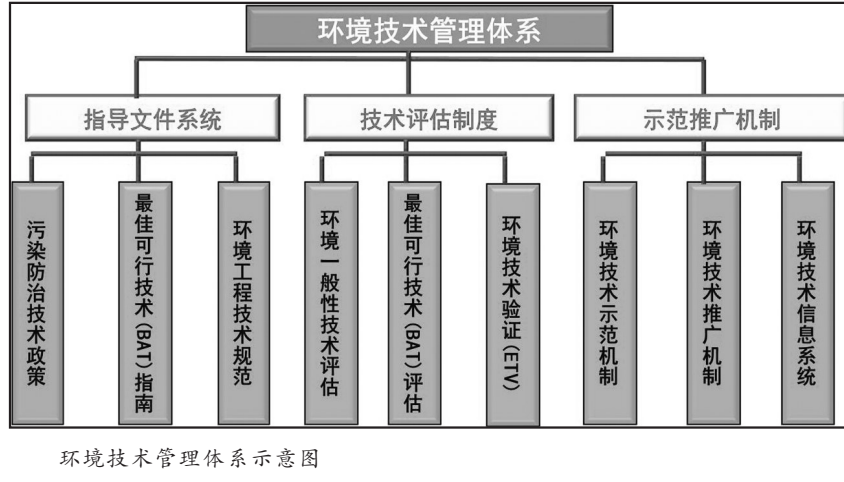 环境技术管理体系
指导文件系统
技术评估制度
示范推广机制
污染防治技术政策
最佳可行技术(BAT)指南
环境工程技术规范
环境一般性技术评估
最佳可行技术(BAT)评估
环境技术验证(ETV)
环境技术示范机制
环境技术推广机制
环境技术信息系统
环境技术管理体系示意图